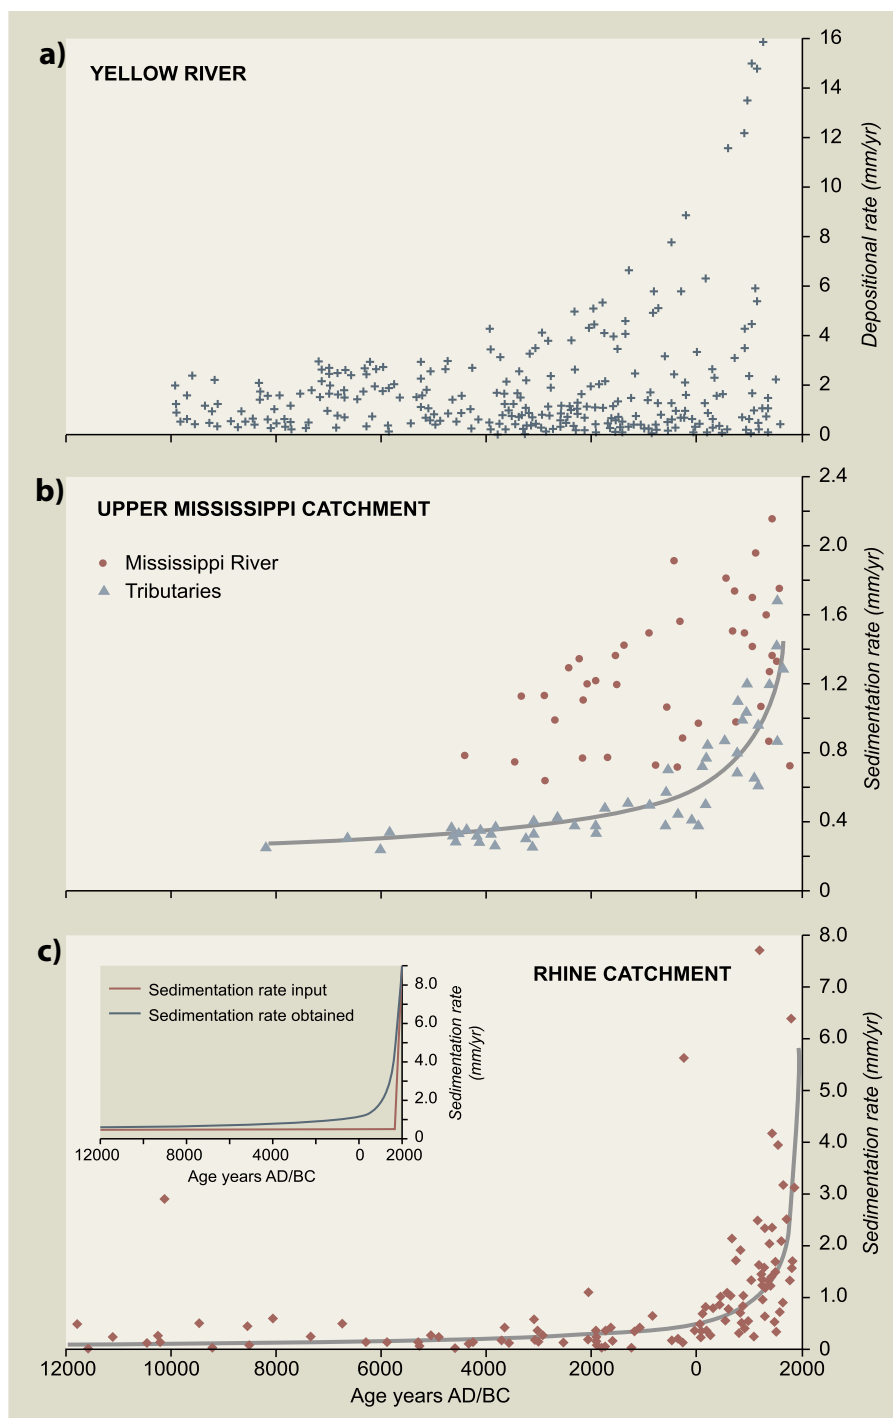 a)
YELLOW RIVER
16
14
12
10
8
6
4
2
0
Depositional rate (mm/yr)
b)
UPPER MISSISSIPPI CATCHMENT
Mississippi River
Tributaries
2.4
2.0
1.6
1.2
0.8
0.4
0
Sedimentation rate (mm/yr)
c)
RHINE CATCHMENT
Sedimentation rate input
Sedimentation rate obtained
8.0
6.0
4.0
2.0
0
Sedimentation rate
(mm/yr)
12000 8000 4000 0 2000
Age years AD/BC
8.0
7.0
6.0
5.0
4.0
3.0
2.0
1.0
0
Sedimentation rate (mm/yr)
12000 10000 8000 6000 4000 2000 0 2000
Age years AD/BC